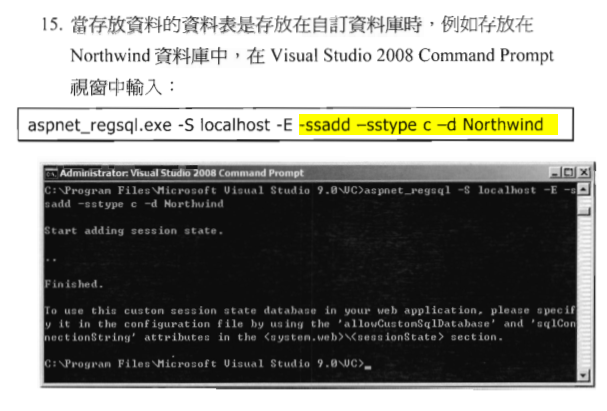 15. 當存放資料的資料表是存放在自訂資料庫時，例如存放在
Northwind 資料庫中，在 Visual Studio 2008 Command Prompt
視窗中輸入：
aspnet_regsql.exe -S localhost -E -ssadd –sstype c –d Northwind
Administrator: Visual Studio 2008 Command Prompt
C:\Program Files\Microsoft Visual Studio 9.0\VC>aspnet_regsql -S localhost -E -s
sadd -sstype c -d Northwind
Start adding session state.
..
Finished.
To use this custom session state database in your web application, please specif
y it in the configuration file by using the 'allowCustomSqlDatabase' and 'sqlCon
nectionString' attributes in the <system.web>\<sessionState> section.
C:\Program Files\Microsoft Visual Studio 9.0\VC>_